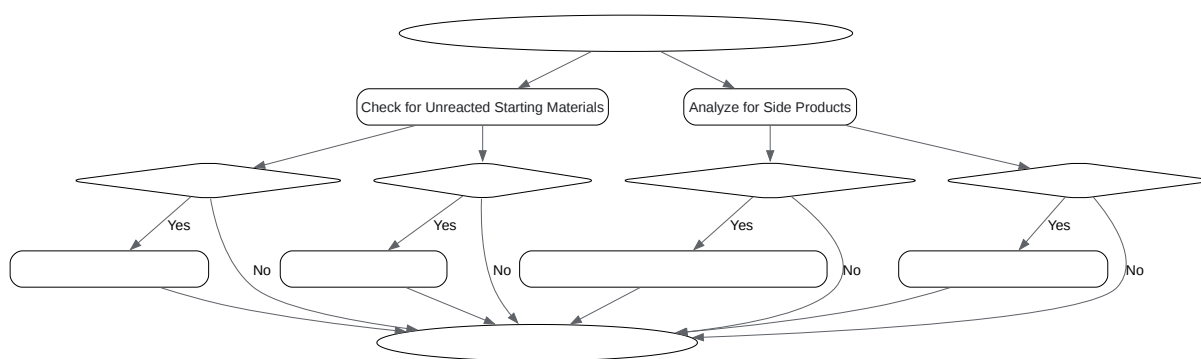 Check for Unreacted Starting Materials
Analyze for Side Products
Yes
Yes
Yes
Yes
No
No
No
No